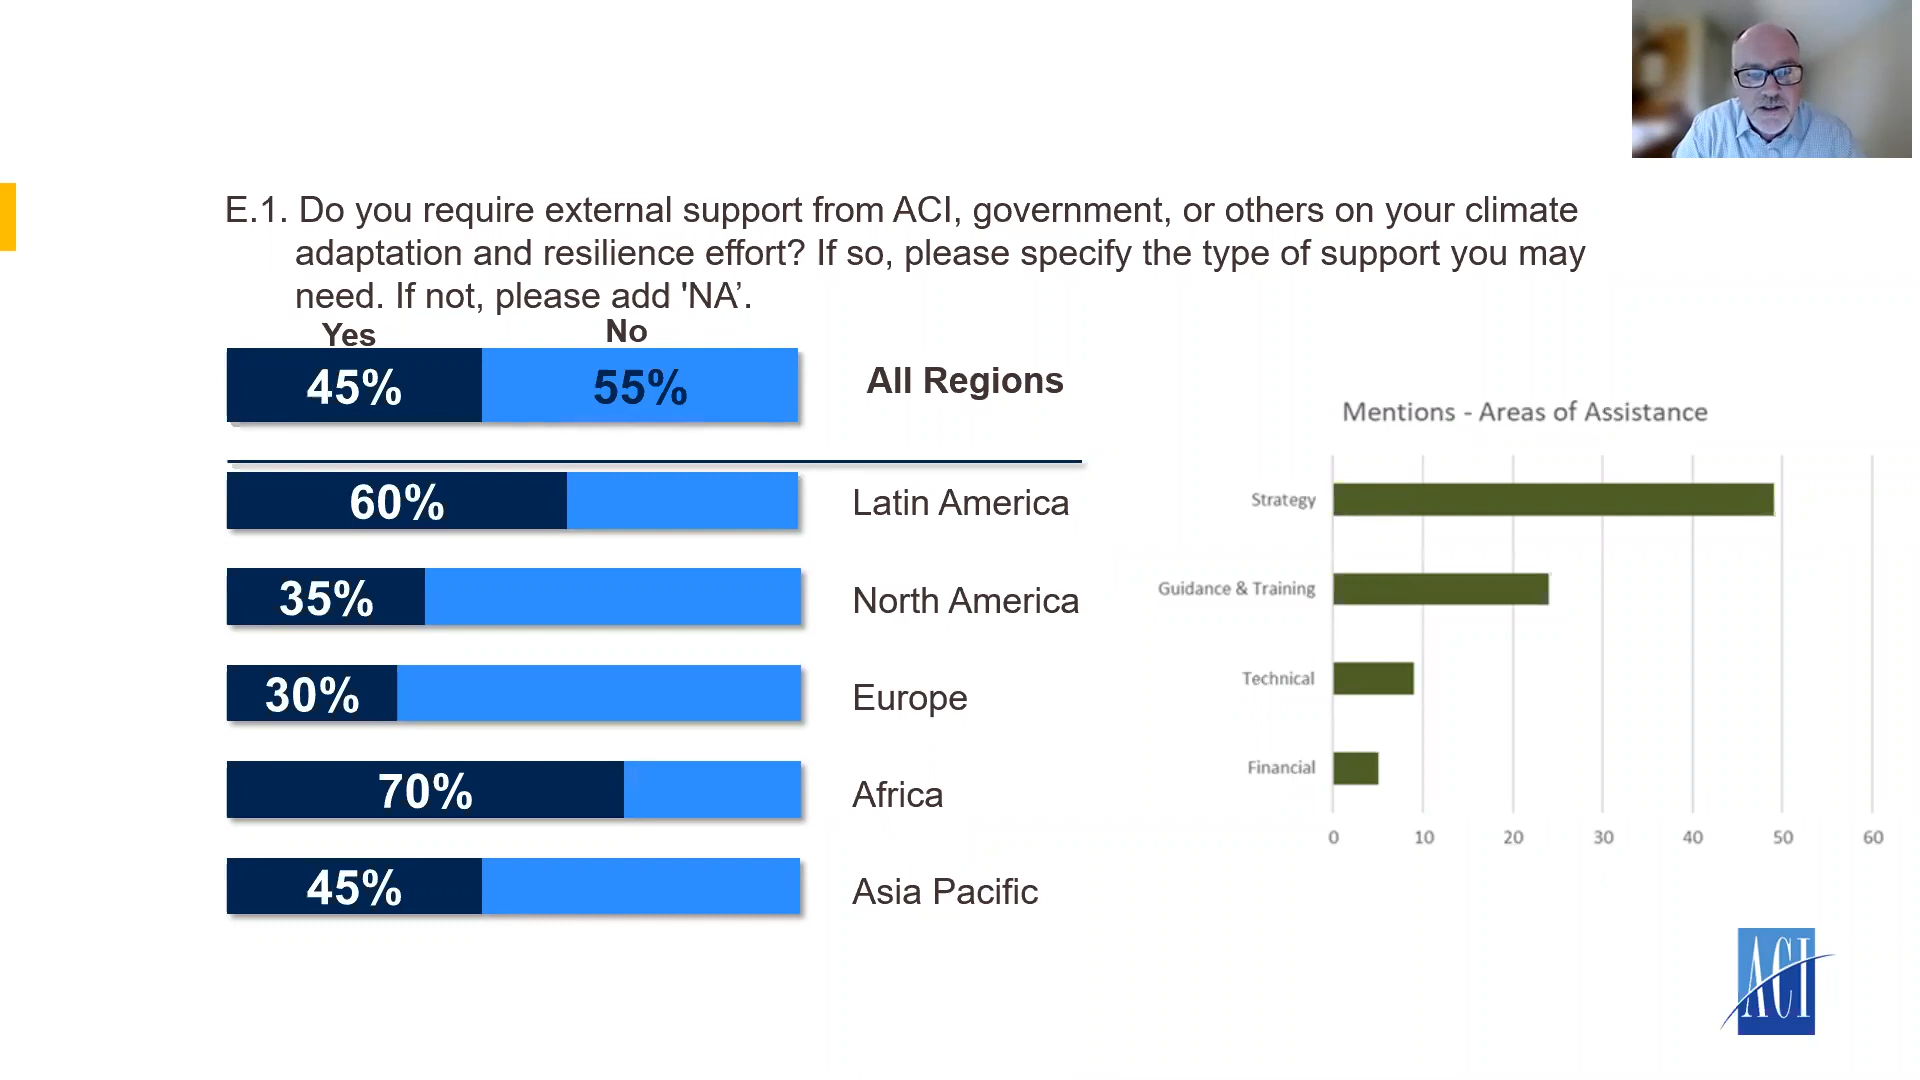 E.1. Do you require external support from ACI, government, or others on your climate
adaptation and resilience effort? If so, please specify the type of support you may
need. If not, please add 'NA’.
Yes
No
45%
55%
All Regions
60%
Latin America
35%
North America
30%
Europe
70%
Africa
45%
Asia Pacific
Mentions - Areas of Assistance
Strategy
Guidance & Training
Technical
Financial
0 10 20 30 40 50 60
ACI